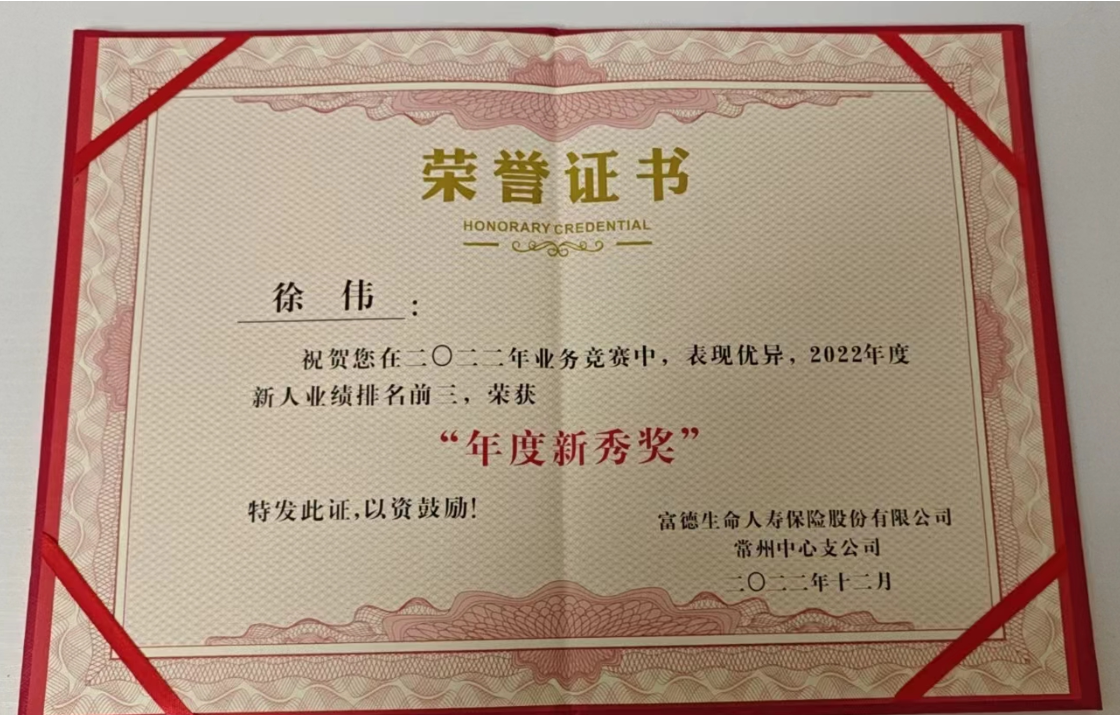 荣誉证书
HONORARY CREDENTIAL
徐 伟：
祝贺您在二〇二二年业务竞赛中，表现优异，2022年度
新人业绩排名前三，荣获
“年度新秀奖”
特发此证,以资鼓励!
富德生命人寿保险股份有限公司
常州中心支公司
二〇二二年十二月